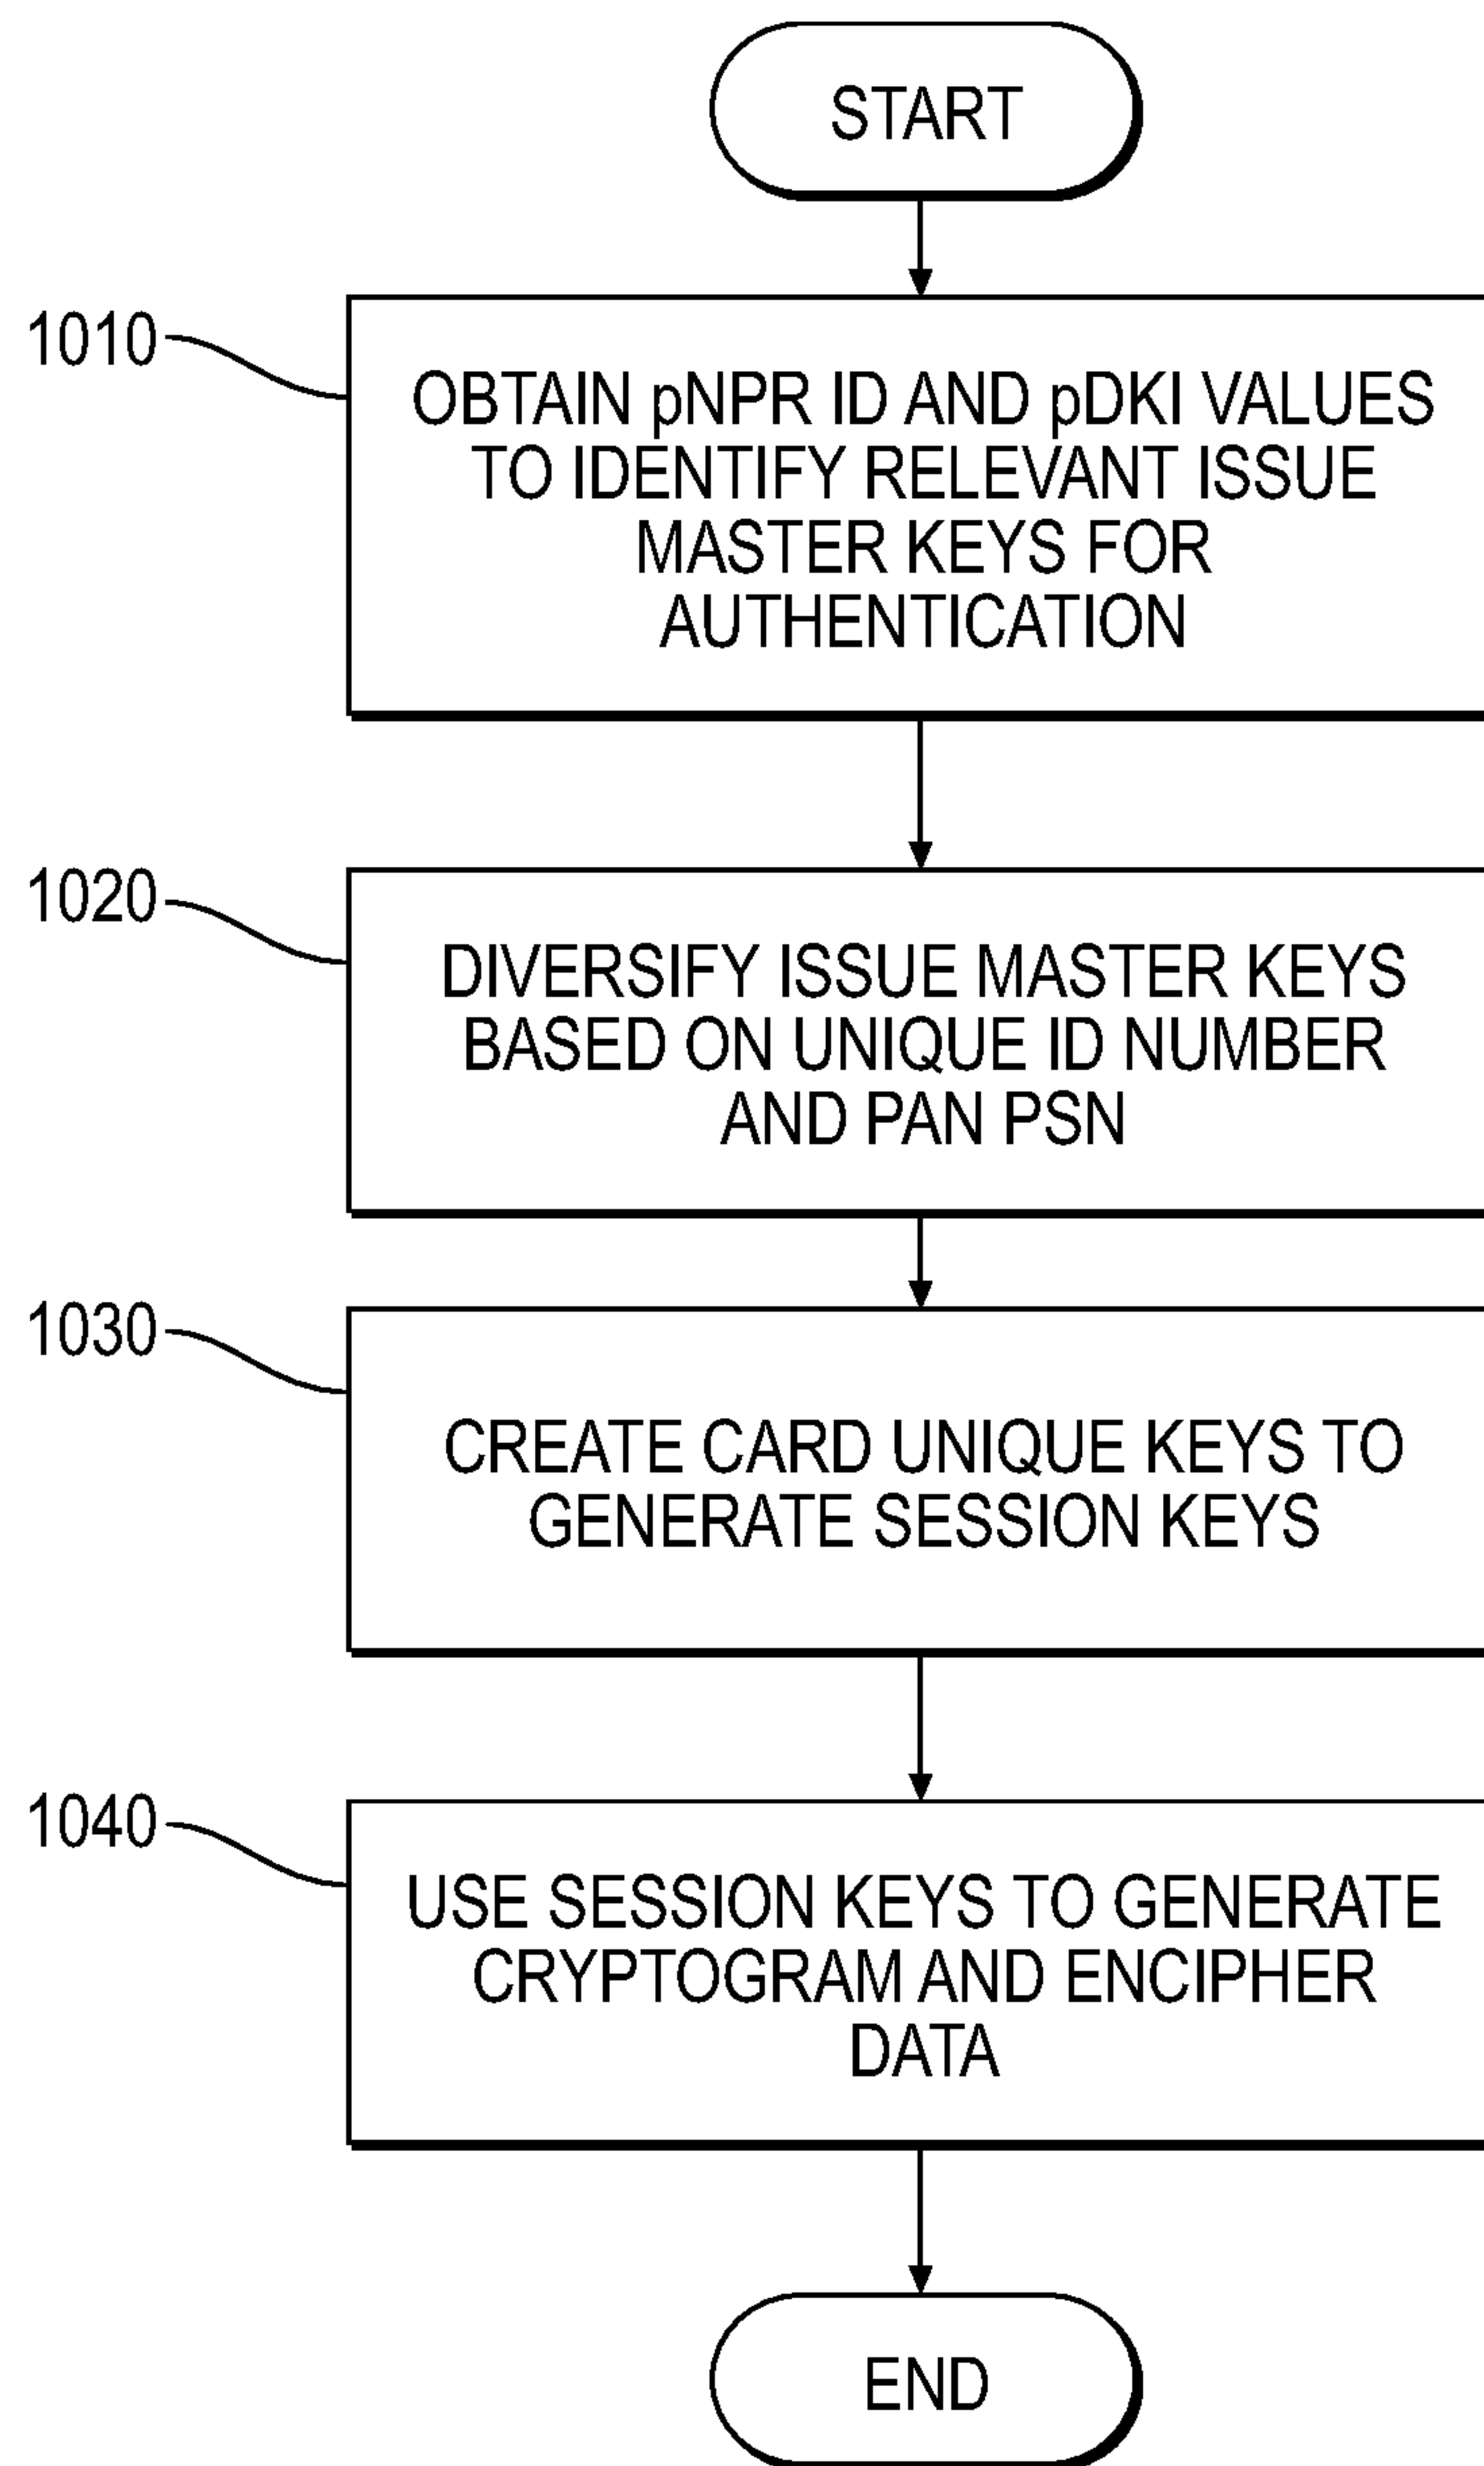 START
1010
OBTAIN pNPR ID AND pDKI VALUES
TO IDENTIFY RELEVANT ISSUE
MASTER KEYS FOR
AUTHENTICATION
1020
DIVERSIFY ISSUE MASTER KEYS
BASED ON UNIQUE ID NUMBER
AND PAN PSN
1030
CREATE CARD UNIQUE KEYS TO
GENERATE SESSION KEYS
1040
USE SESSION KEYS TO GENERATE
CRYPTOGRAM AND ENCIPHER
DATA
END